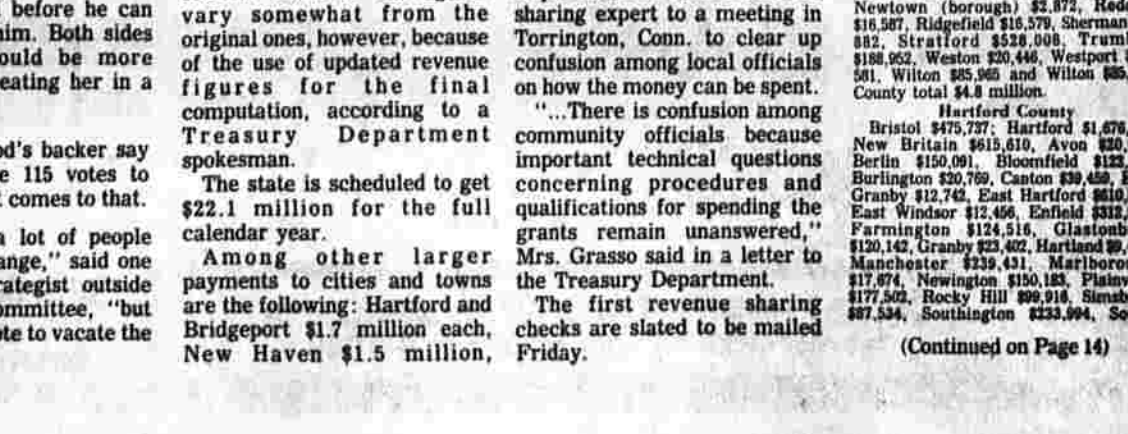 before he can
him. Both sides
ould be more
eating her in a
od's backer say
e 115 votes to
comes to that.
a lot of people
ange," said one
rategist outside
ommittee, "but
ote to vacate the
vary somewhat from the
original ones, however, because
of the use of updated revenue
figures for the final
computation, according to a
Treasury Department
spokesman.
The state is scheduled to get
$22.1 million for the full
calendar year.
Among other larger
payments to cities and towns
are the following: Hartford and
Bridgeport $1.7 million each,
New Haven $1.5 million,
sharing expert to a meeting in
Torrington, Conn. to clear up
confusion among local officials
on how the money can be spent.
"...There is confusion among
community officials because
important technical questions
concerning procedures and
qualifications for spending the
grants remain unanswered,"
Mrs. Grasso said in a letter to
the Treasury Department.
The first revenue sharing
checks are slated to be mailed
Friday.
Newtown (borough) $2,872,
$16,587, Ridgefield $16,579, Sherman
882, Stratford $528,008, Trumb
$188,952, Weston $20,446, Westport
581, Wilton $85,965 and Wilton
County total $4.8 million.
Hartford County
Bristol $475,737; Hartford $1,676,
New Britain $615,610, Avon
Berlin $150,091, Bloomfield
Burlington $20,769, Canton
Granby $12,742, East Hartford
East Windsor $12,456, Enfield
Farmington $124,516, Glastonb
$120,142, Granby $23,402, Hartland
Manchester $239,431, Marlboro
$17,674, Newington $150,183, Plainv
$177,502, Rocky Hill $99,916, Simsb
$87,534, Southington $233,994, So
(Continued on Page 14)